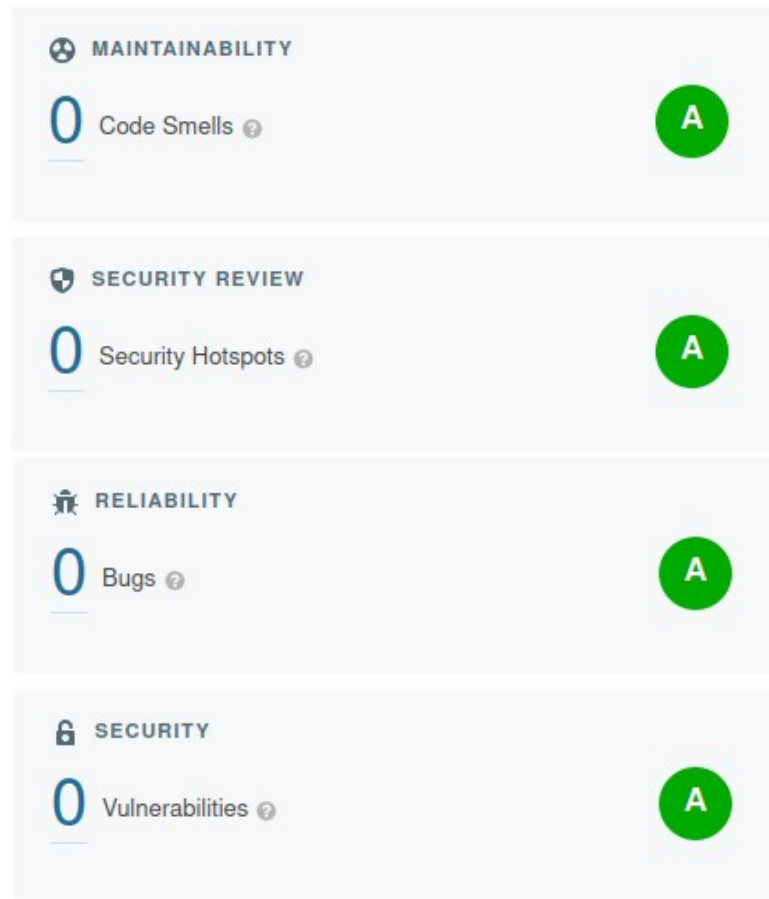 MAINTAINABILITY
0 Code Smells ?
A
SECURITY REVIEW
0 Security Hotspots ?
A
RELIABILITY
0 Bugs ?
A
SECURITY
0 Vulnerabilities ?
A